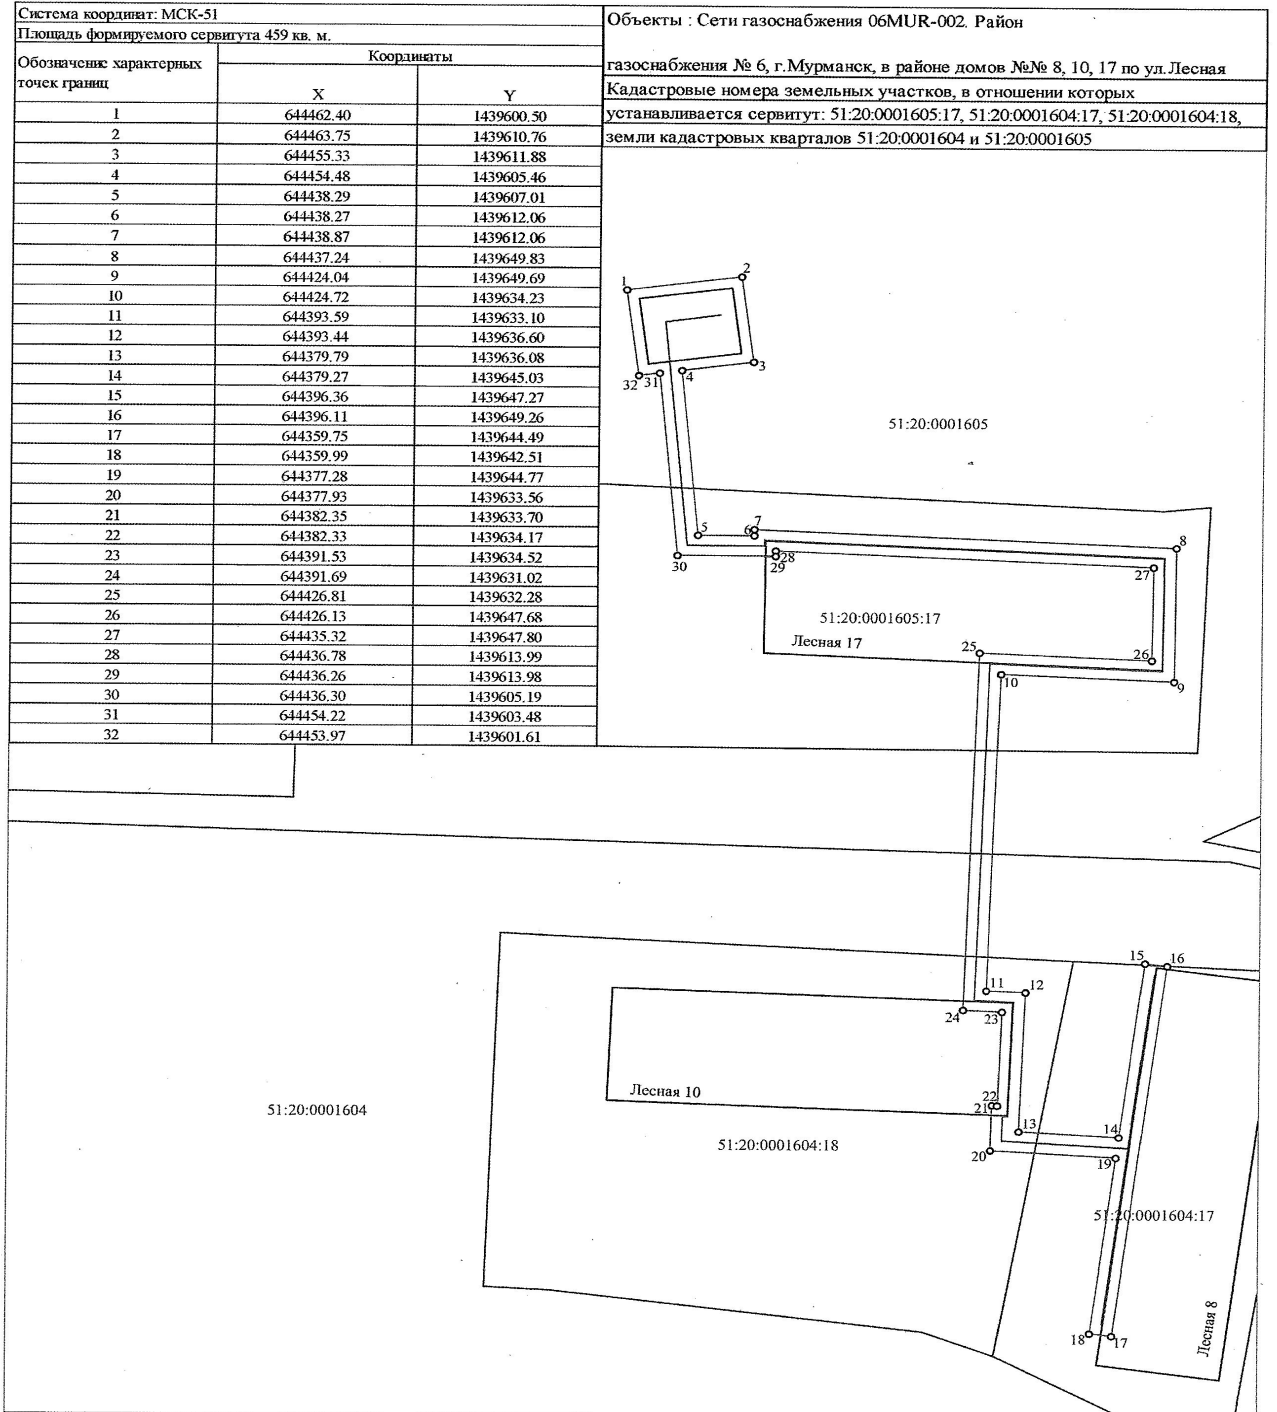 Система координат: МСК-51
Площадь формируемого сервитута 459 кв. м.
Обозначение характерных точек границ
Координаты
X Y
1 644462.40 1439600.50
2 644463.75 1439610.76
3 644455.33 1439611.88
4 644454.48 1439605.46
5 644438.29 1439607.01
6 644438.27 1439612.06
7 644438.87 1439612.06
8 644437.24 1439649.83
9 644424.04 1439649.69
10 644424.72 1439634.23
11 644393.59 1439633.10
12 644393.44 1439636.60
13 644379.79 1439636.08
14 644379.27 1439645.03
15 644396.36 1439647.27
16 644396.11 1439649.26
17 644359.75 1439644.49
18 644359.99 1439642.51
19 644377.28 1439644.77
20 644377.93 1439633.56
21 644382.35 1439633.70
22 644382.33 1439634.17
23 644391.53 1439634.52
24 644391.69 1439631.02
25 644426.81 1439632.28
26 644426.13 1439647.68
27 644435.32 1439647.80
28 644436.78 1439613.99
29 644436.26 1439613.98
30 644436.30 1439605.19
31 644454.22 1439603.48
32 644453.97 1439601.61
Объекты : Сети газоснабжения 06MUR-002. Район
газоснабжения № 6, г.Мурманск, в районе домов №№ 8, 10, 17 по ул.Лесная
Кадастровые номера земельных участков, в отношении которых
устанавливается сервитут: 51:20:0001605:17, 51:20:0001604:17, 51:20:0001604:18,
земли кадастровых кварталов 51:20:0001604 и 51:20:0001605
1
2
3
4
32 31
51:20:0001605
5
6
7
8
28
29
30
27
51:20:0001605:17
Лесная 17
25
26
10
9
15
16
11
12
24
23
Лесная 10
22
21
13
14
20
19
51:20:0001604
51:20:0001604:18
51:20:0001604:17
Лесная 8
18
17